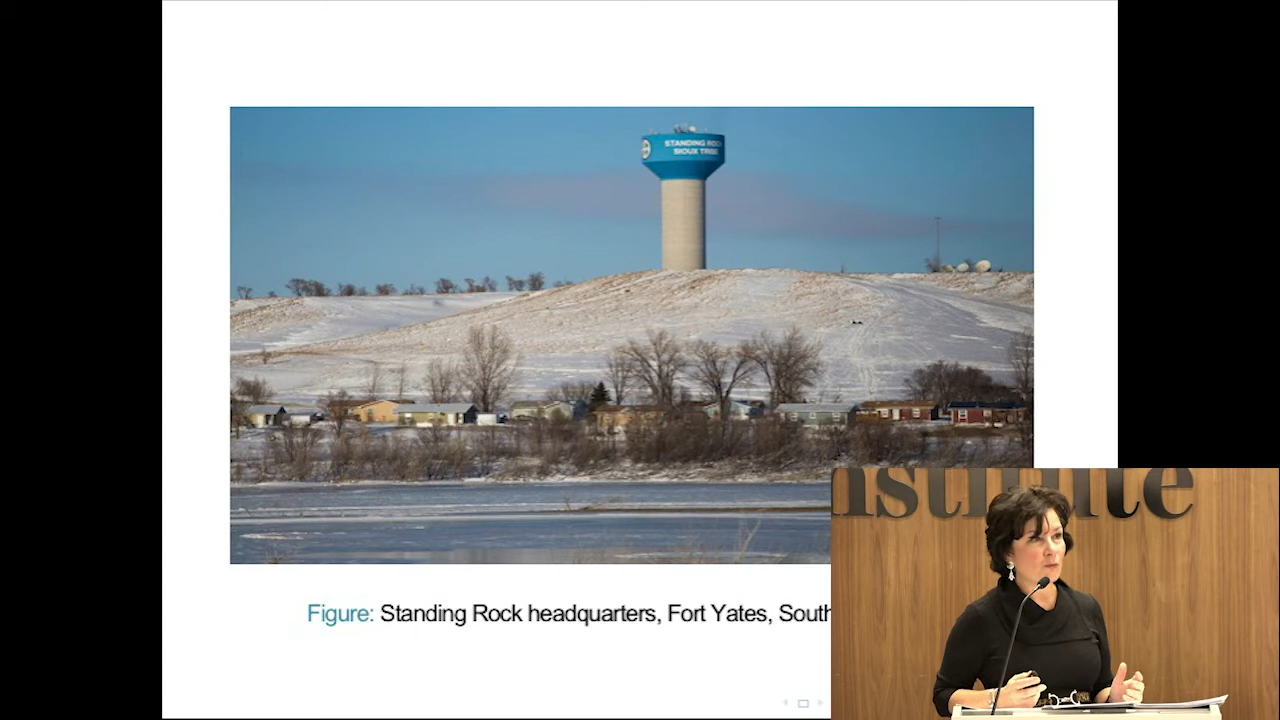 STANDING ROCK
SIOUX TRIBE
Figure: Standing Rock headquarters, Fort Yates, South
nstitute